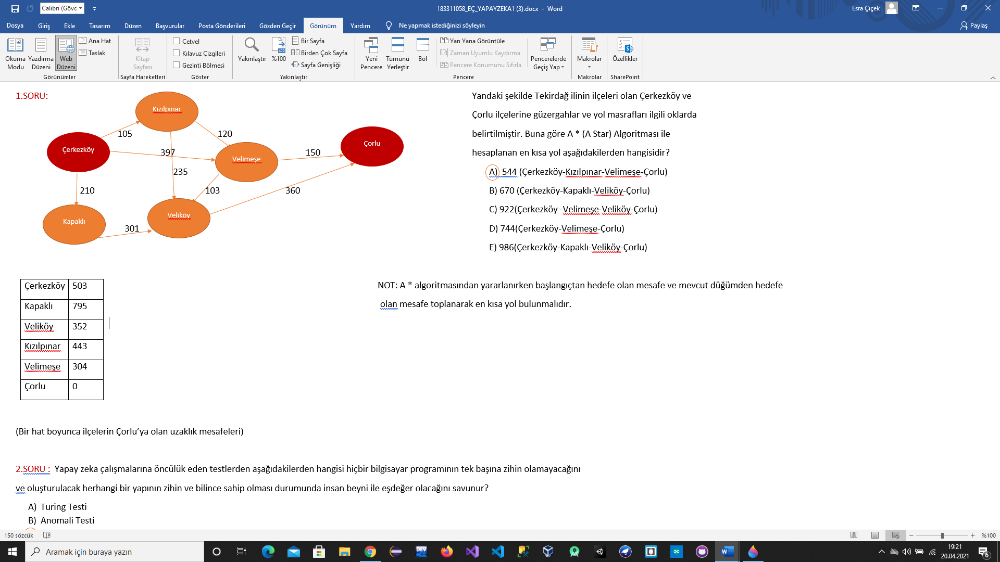 Calibri (Gövc
183311058_EÇ_YAPAYZEKA1 (3).docx - Word
Esra Çiçek
Dosya Giriş Ekle Tasarım Düzen Başvurular Posta Gönderileri Gözden Geçir Görünüm Yardım Ne yapmak istediğinizi söyleyin Paylaş
Okuma Modu
Yazdırma Düzeni
Web Düzeni
Ana Hat
Taslak
Görünümler
Kitap Sayfası
Sayfa Hareketleri
Cetvel
Kılavuz Çizgileri
Gezinti Bölmesi
Göster
Yakınlaştır
100
%100
Bir Sayfa
Birden Çok Sayfa
Sayfa Genişliği
Yakınlaştır
Yeni Pencere
Tümünü Yerleştir
Böl
Yan Yana Görüntüle
Zaman Uyumlu Kaydırma
Pencere Konumunu Sıfırla
Pencerelerde Geçiş Yap
Pencere
Makrolar
Makrolar
Özellikler
SharePoint
1.SORU:
Kızılpınar
105
120
Çerkezköy
397
Velimeşe
150
Çorlu
235
210
103
360
Kapaklı
Veliköy
301
Yandaki şekilde Tekirdağ ilinin ilçeleri olan Çerkezköy ve
Çorlu ilçelerine güzergahlar ve yol masrafları ilgili oklarda
belirtilmiştir. Buna göre A * (A Star) Algoritması ile
hesaplanan en kısa yol aşağıdakilerden hangisidir?
A) 544 (Çerkezköy-Kızılpınar-Velimeşe-Çorlu)
B) 670 (Çerkezköy-Kapaklı-Veliköy-Çorlu)
C) 922(Çerkezköy -Velimeşe-Veliköy-Çorlu)
D) 744(Çerkezköy-Velimeşe-Çorlu)
E) 986(Çerkezköy-Kapaklı-Veliköy-Çorlu)
Çerkezköy 503
Kapaklı 795
Veliköy 352
Kızılpınar 443
Velimeşe 304
Çorlu 0
NOT: A * algoritmasından yararlanırken başlangıçtan hedefe olan mesafe ve mevcut düğümden hedefe
olan mesafe toplanarak en kısa yol bulunmalıdır.
(Bir hat boyunca ilçelerin Çorlu’ya olan uzaklık mesafeleri)
2.SORU : Yapay zeka çalışmalarına öncülük eden testlerden aşağıdakilerden hangisi hiçbir bilgisayar programının tek başına zihin olamayacağını
ve oluşturulacak herhangi bir yapının zihin ve bilince sahip olması durumunda insan beyni ile eşdeğer olacağını savunur?
A) Turing Testi
B) Anomali Testi
150 sözcük
%100
Aramak için buraya yazın
DEV
19:21
20.04.2021
6